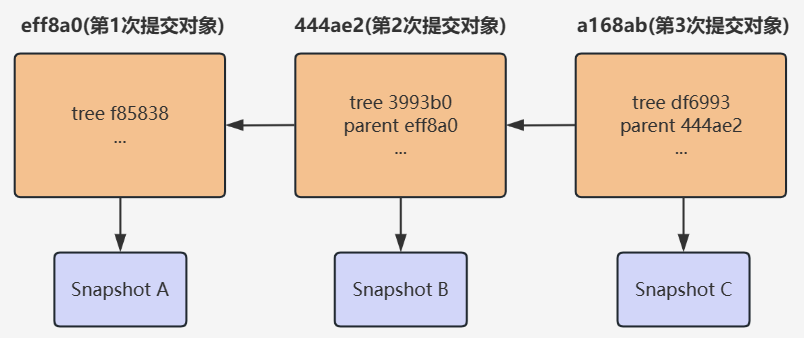 eff8a0(第1次提交对象)
444ae2(第2次提交对象)
a168ab(第3次提交对象)
tree f85838
...
tree 3993b0
parent eff8a0
...
tree df6993
parent 444ae2
...
Snapshot A
Snapshot B
Snapshot C